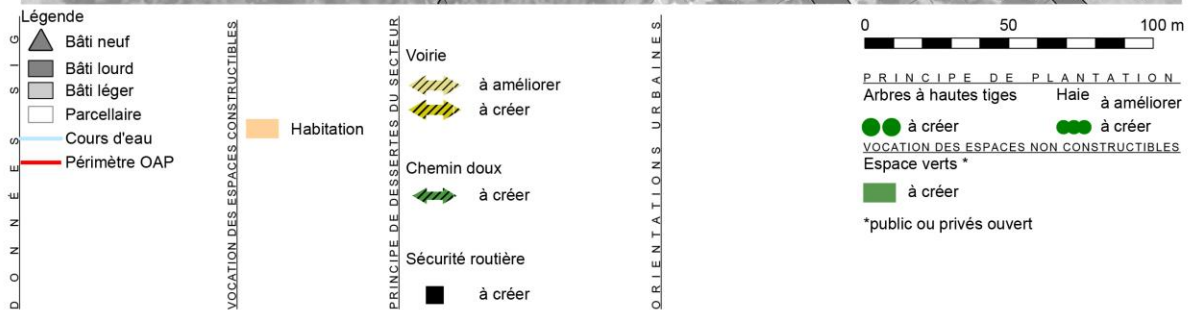 Légende
DONNÉES SIG
Bâti neuf
Bâti lourd
Bâti léger
Parcellaire
Cours d'eau
Périmètre OAP
VOCATION DES ESPACES CONSTRUCTIBLES
Habitation
PRINCIPE DE DESSERTES DU SECTEUR
Voirie
à améliorer
à créer
Chemin doux
à créer
Sécurité routière
à créer
ORIENTATIONS URBAINES
0 50 100 m
PRINCIPE DE PLANTATION
Arbres à hautes tiges Haie
à améliorer
à créer à créer
VOCATION DES ESPACES NON CONSTRUCTIBLES
Espace verts *
à créer
*public ou privés ouvert